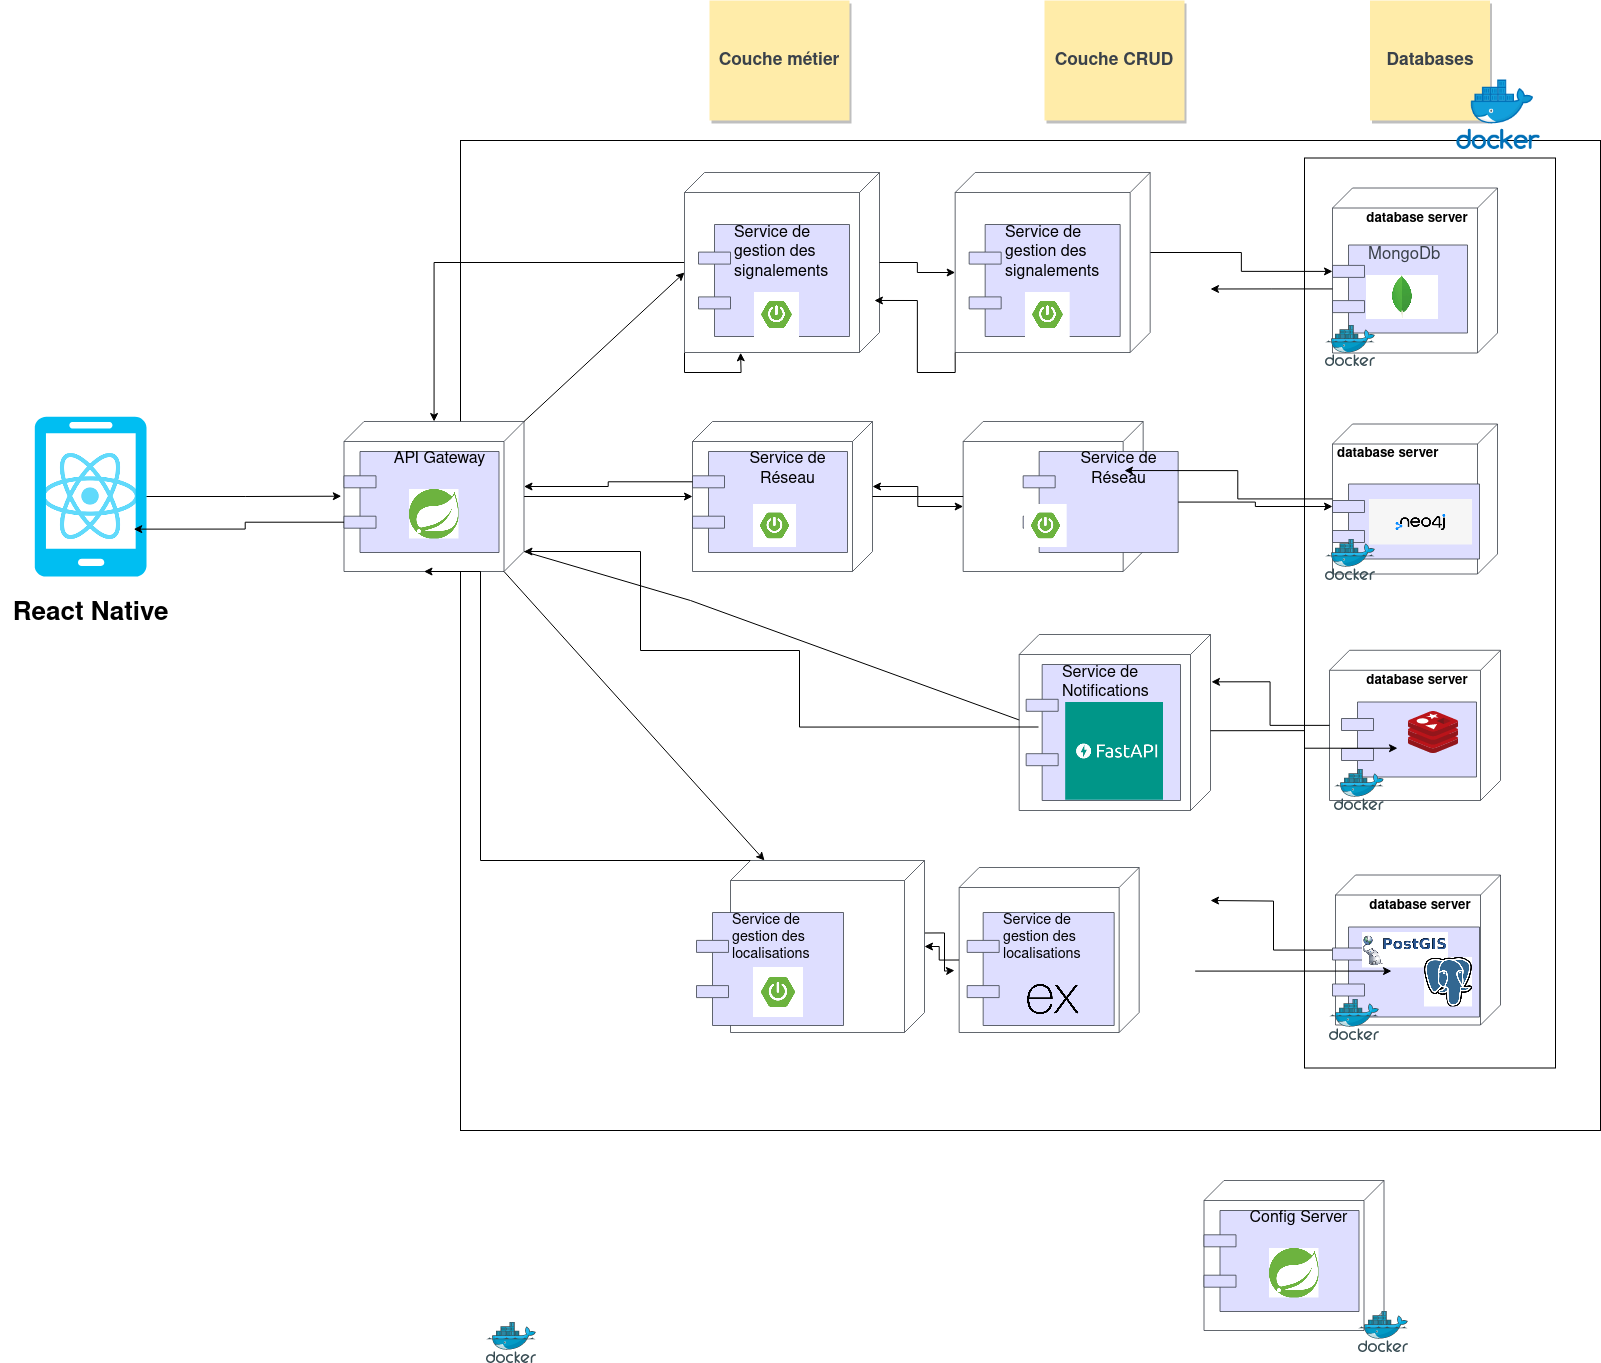 Couche métier
Couche CRUD
Databases
docker
Service de
gestion des
signalements
Service de
gestion des
signalements
database server
MongoDb
docker
API Gateway
Service de
Réseau
Service de
Réseau
database server
neo4j
docker
React Native
Service de
Notifications
FastAPI
database server
docker
Service de
gestion des
localisations
Service de
gestion des
localisations
ex
database server
PostGIS
docker
Config Server
docker
docker